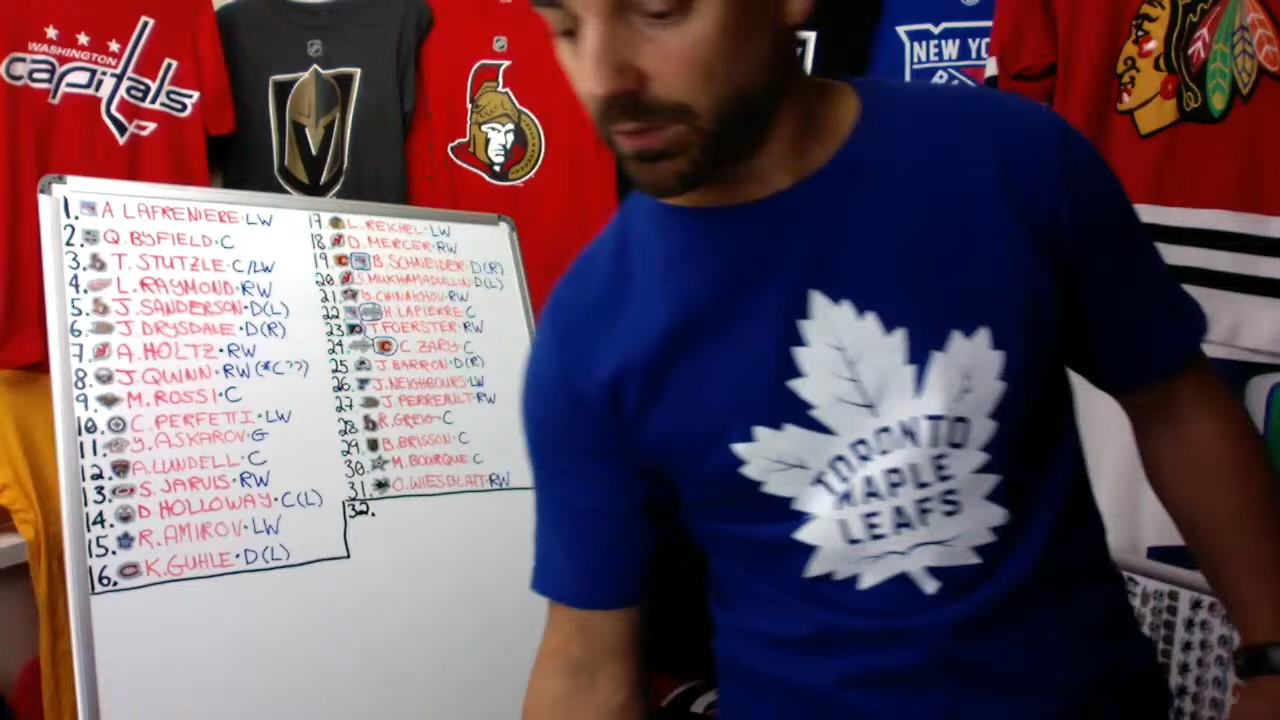 WASHINGTON
capitals
NEW YO
1. A LAFRENIERE·LW
2. Q. BYFIELD·C
3. T. STUTZLE·C/LW
4. L. RAYMOND·RW
5. J. SANDERSON·D(L)
6. J. DRYSDALE·D(R)
7. A. HOLTZ·RW
8. J. QUINN·RW(*C??)
9. M. ROSSI·C
10. C. PERFETTI·LW
11. Y. ASKAROV·G
12. A. LUNDELL·C
13. S. JARVIS·RW
14. D HOLLOWAY·C(L)
15. R. AMIROV·LW
16. K. GUHLE·D(L)
17. L. REICHEL·LW
18. D. MERCER·RW
19. B. SCHNEIDER·D(R)
20. S MUKHAMADULLIN·D(L)
21. Y. CHINAKHOV·RW
22 H. LAPIERRE C
23. T FOERSTER·RW
24. C. ZARY·C
25 J. BARRON·D(R)
26. J. NEIGHBOURS·LW
27 J. PERREAULT·RW
28 R. GREIG·C
29. B. BRISSON·C
30. M. BOURQUE C
31. O. WIESBLATT·RW
32.
TORONTO
MAPLE
LEAFS